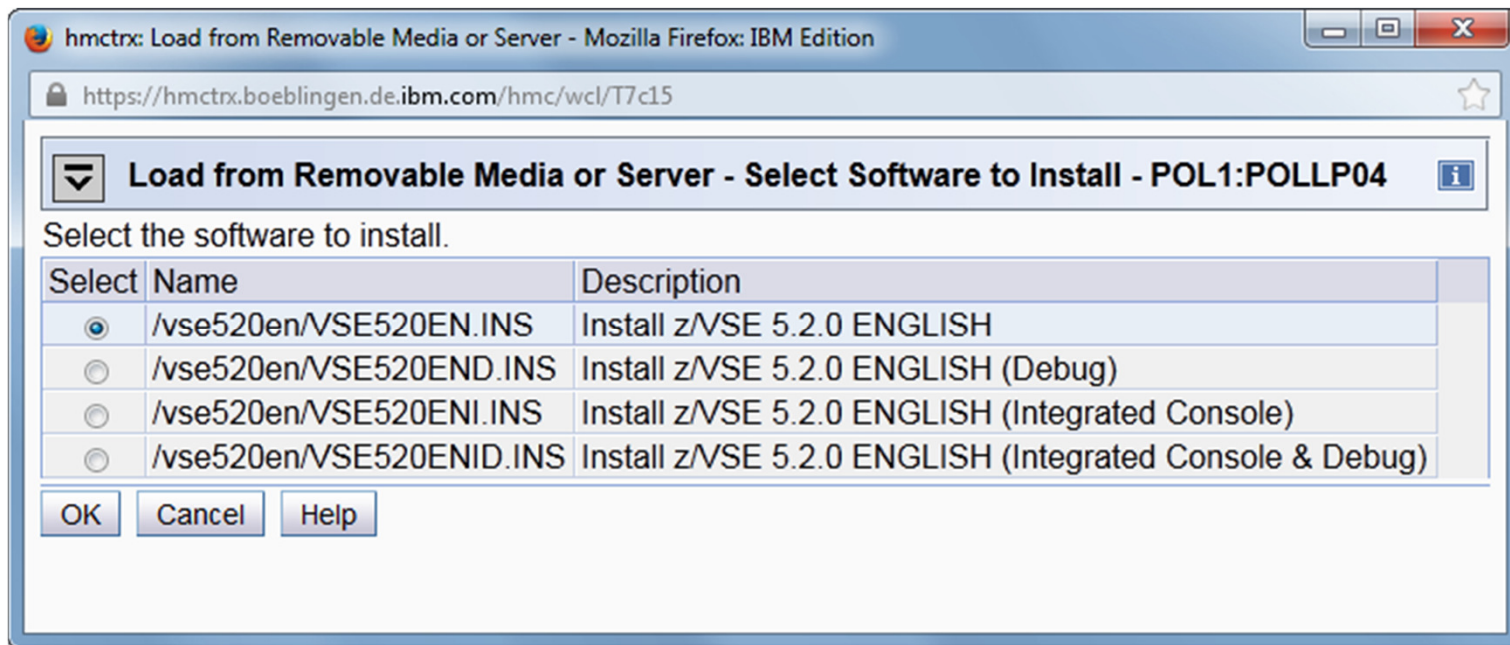 hmctrx: Load from Removable Media or Server - Mozilla Firefox: IBM Edition
https://hmctrx.boeblingen.de.ibm.com/hmc/wcl/T7c15
Load from Removable Media or Server - Select Software to Install - POL1:POLLP04 i
Select the software to install.
Select Name Description
/vse520en/VSE520EN.INS Install z/VSE 5.2.0 ENGLISH
/vse520en/VSE520END.INS Install z/VSE 5.2.0 ENGLISH (Debug)
/vse520en/VSE520ENI.INS Install z/VSE 5.2.0 ENGLISH (Integrated Console)
/vse520en/VSE520ENID.INS Install z/VSE 5.2.0 ENGLISH (Integrated Console & Debug)
OK Cancel Help